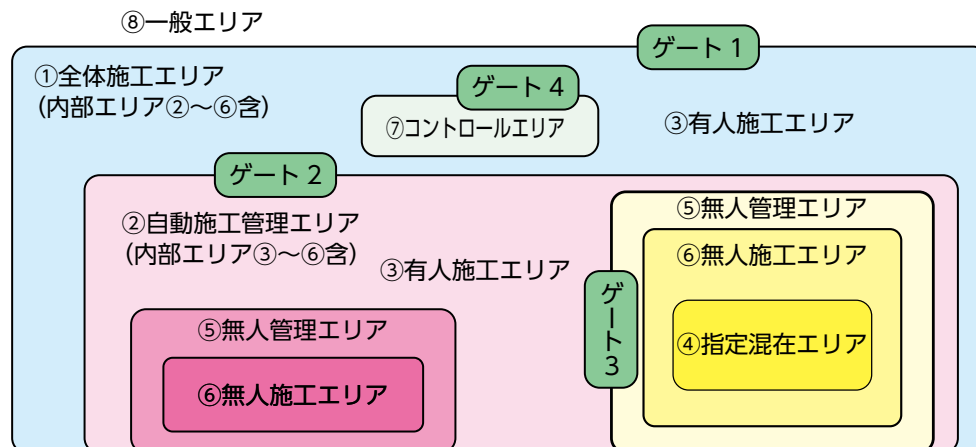 ⑧一般エリア
ゲート 1
①全体施工エリア
(内部エリア②～⑥含)
ゲート 4
⑦コントロールエリア
③有人施工エリア
ゲート 2
②自動施工管理エリア
(内部エリア③～⑥含)
③有人施工エリア
⑤無人管理エリア
⑥無人施工エリア
ゲート3
④指定混在エリア
⑤無人管理エリア
⑥無人施工エリア